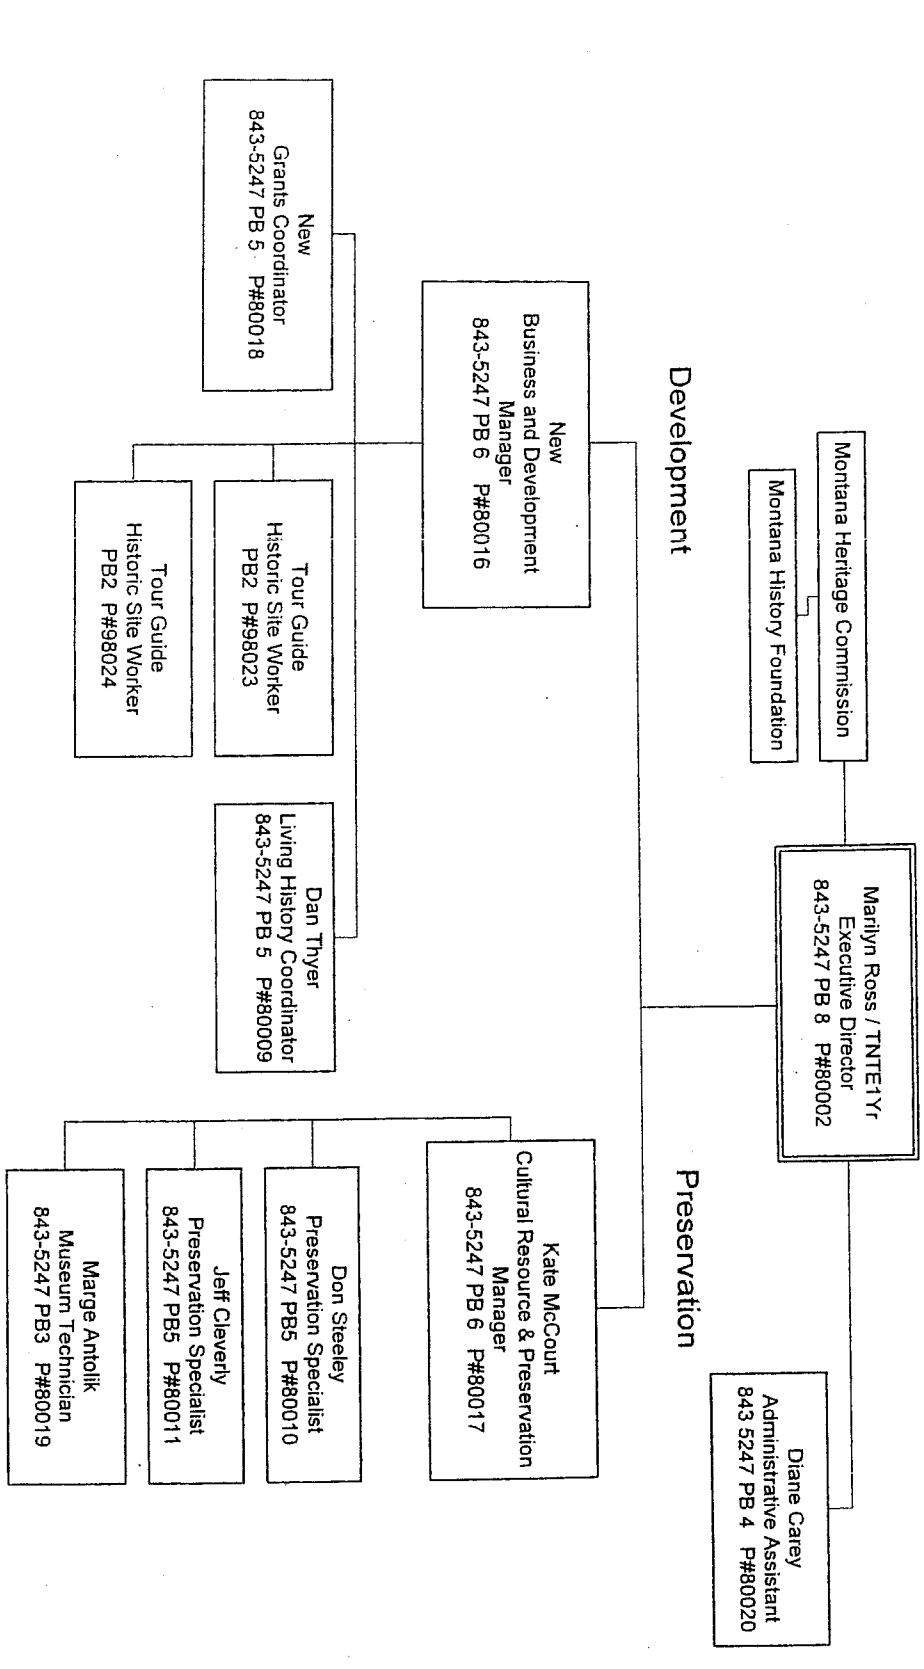 Montana Heritage Commission
Montana History Foundation
Marilyn Ross / TNTE1Yr
Executive Director
843-5247 PB 8 P#80002
Diane Carey
Administrative Assistant
843 5247 PB 4 P#80020
Development
New
Business and Development
Manager
843-5247 PB 6 P#80016
New
Grants Coordinator
843-5247 PB 5 P#80018
Tour Guide
Historic Site Worker
PB2 P#98023
Tour Guide
Historic Site Worker
PB2 P#98024
Dan Thyer
Living History Coordinator
843-5247 PB 5 P#80009
Preservation
Kate McCourt
Cultural Resource & Preservation
Manager
843-5247 PB 6 P#80017
Don Steeley
Preservation Specialist
843-5247 PB5 P#80010
Jeff Cleverly
Preservation Specialist
843-5247 PB5 P#80011
Marge Antolik
Museum Technician
843-5247 PB3 P#80019